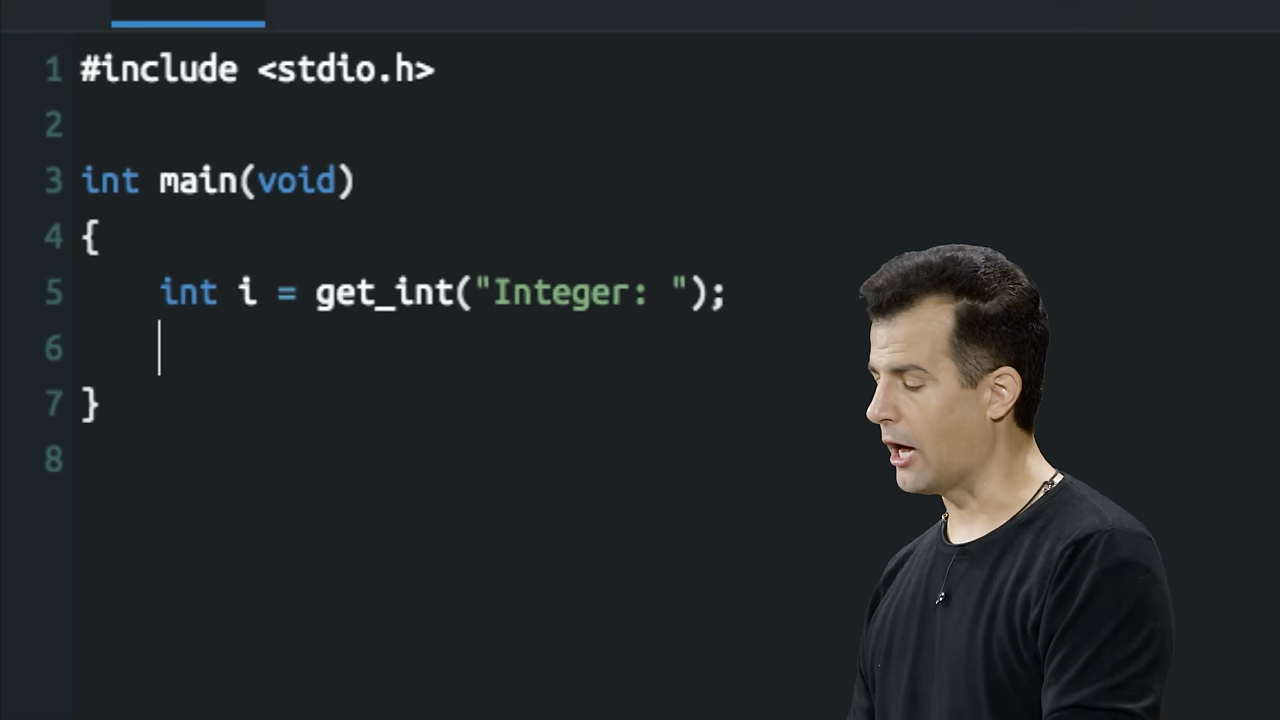 1 #include <stdio.h>
2
3 int main(void)
4 {
5     int i = get_int("Integer: ");
6
7 }
8